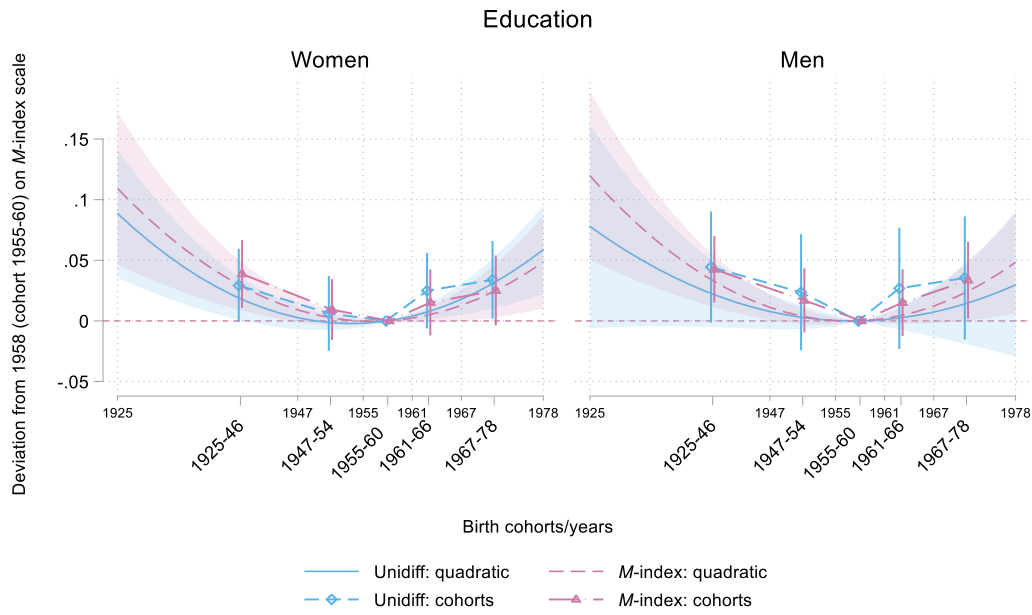 Education
Women
Men
Deviation from 1958 (cohort 1955-60) on M-index scale
.15
.1
.05
0
-.05
1925 1947 1955 1961 1967 1978
1925-46 1947-54 1955-60 1961-66 1967-78
1925 1947 1955 1961 1967 1978
1925-46 1947-54 1955-60 1961-66 1967-78
Birth cohorts/years
Unidiff: quadratic
M-index: quadratic
Unidiff: cohorts
M-index: cohorts